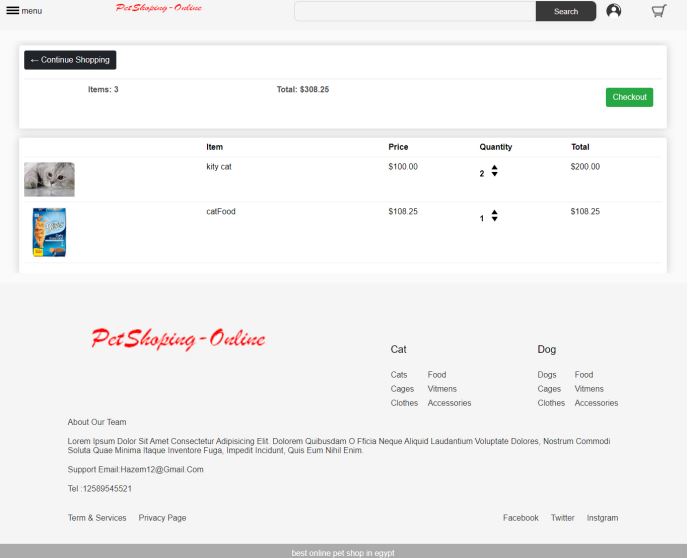 menu
PetShoping-Online
Search
← Continue Shopping
Items: 3 Total: $308.25
Checkout
Item Price Quantity Total
kity cat $100.00 2 $200.00
catFood $108.25 1 $108.25
PetShoping-Online
Cat Dog
Cats Food Dogs Food
Cages Vitmens Cages Vitmens
Clothes Accessories Clothes Accessories
About Our Team
Lorem Ipsum Dolor Sit Amet Consectetur Adipisicing Elit. Dolorem Quibusdam O Fficia Neque Aliquid Laudantium Voluptate Dolores, Nostrum Commodi
Soluta Quae Minima Itaque Inventore Fuga, Impedit Incidunt, Quis Eum Nihil Enim.
Support Email:Hazem12@Gmail.Com
Tel :12589545521
Term & Services Privacy Page Facebook Twitter Instgram
best online pet shop in egypt